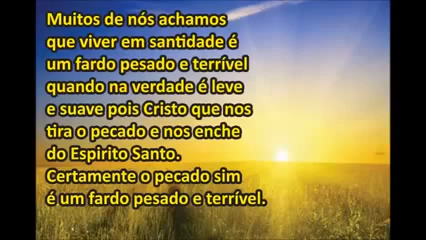 Muitos de nós achamos
que viver em santidade é
um fardo pesado e terrível
quando na verdade é leve
e suave pois Cristo que nos
tira o pecado e nos enche
do Espirito Santo.
Certamente o pecado sim
é um fardo pesado e terrível.